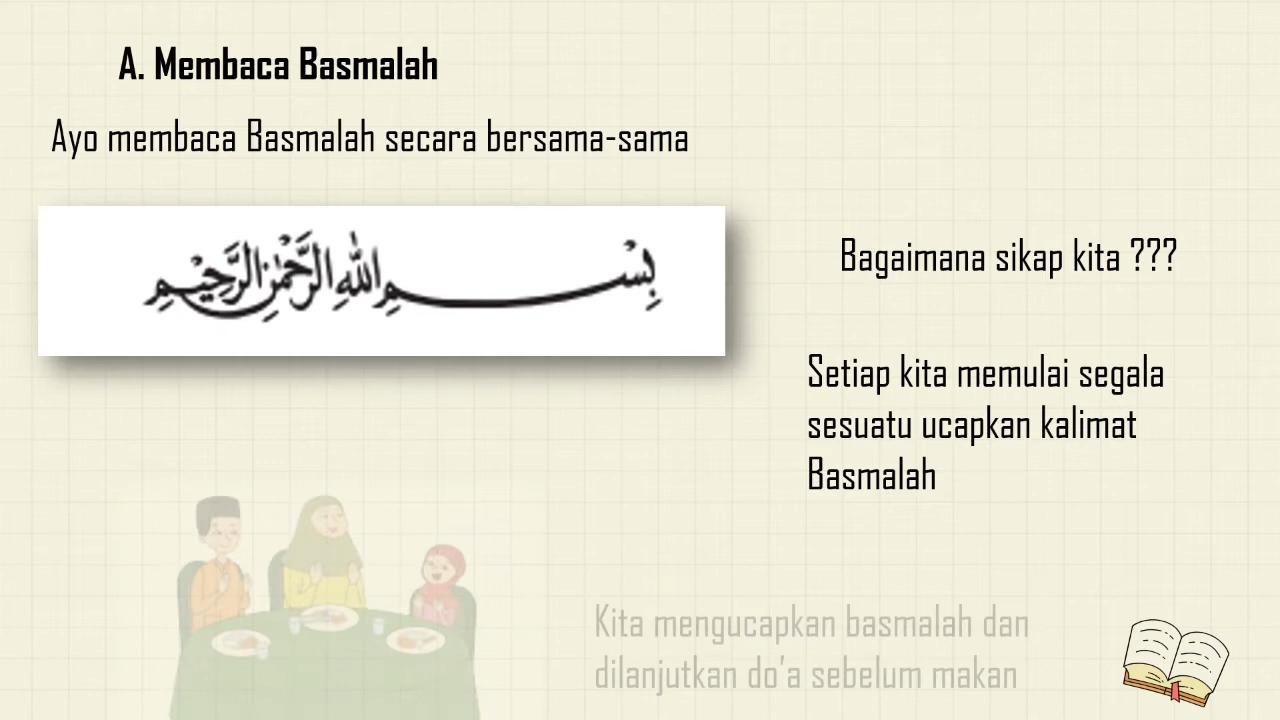 A. Membaca Basmalah
Ayo membaca Basmalah secara bersama-sama
بِسْمِ اللّٰهِ الرَّحْمٰنِ الرَّحِيْمِ
Bagaimana sikap kita ???
Setiap kita memulai segala
sesuatu ucapkan kalimat
Basmalah
Kita mengucapkan basmalah dan
dilanjutkan do'a sebelum makan